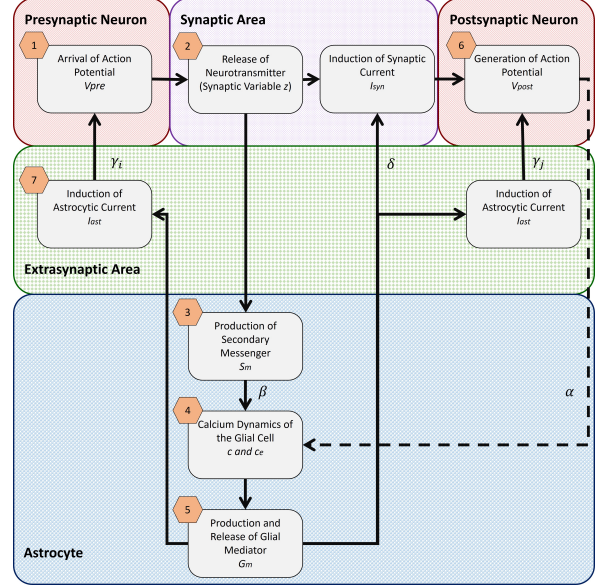 Presynaptic Neuron
Synaptic Area
Postsynaptic Neuron
1
Arrival of Action
Potential
Vpre
2
Release of
Neurotransmitter
(Synaptic Variable z)
Induction of Synaptic
Current
Isyn
6
Generation of Action
Potential
Vpost
γi
δ
γj
7
Induction of
Astrocytic Current
Iast
Induction of
Astrocytic Current
Iast
Extrasynaptic Area
3
Production of
Secondary
Messenger
Sm
β
α
4
Calcium Dynamics of
the Glial Cell
c and ce
5
Production and
Release of Glial
Mediator
Gm
Astrocyte